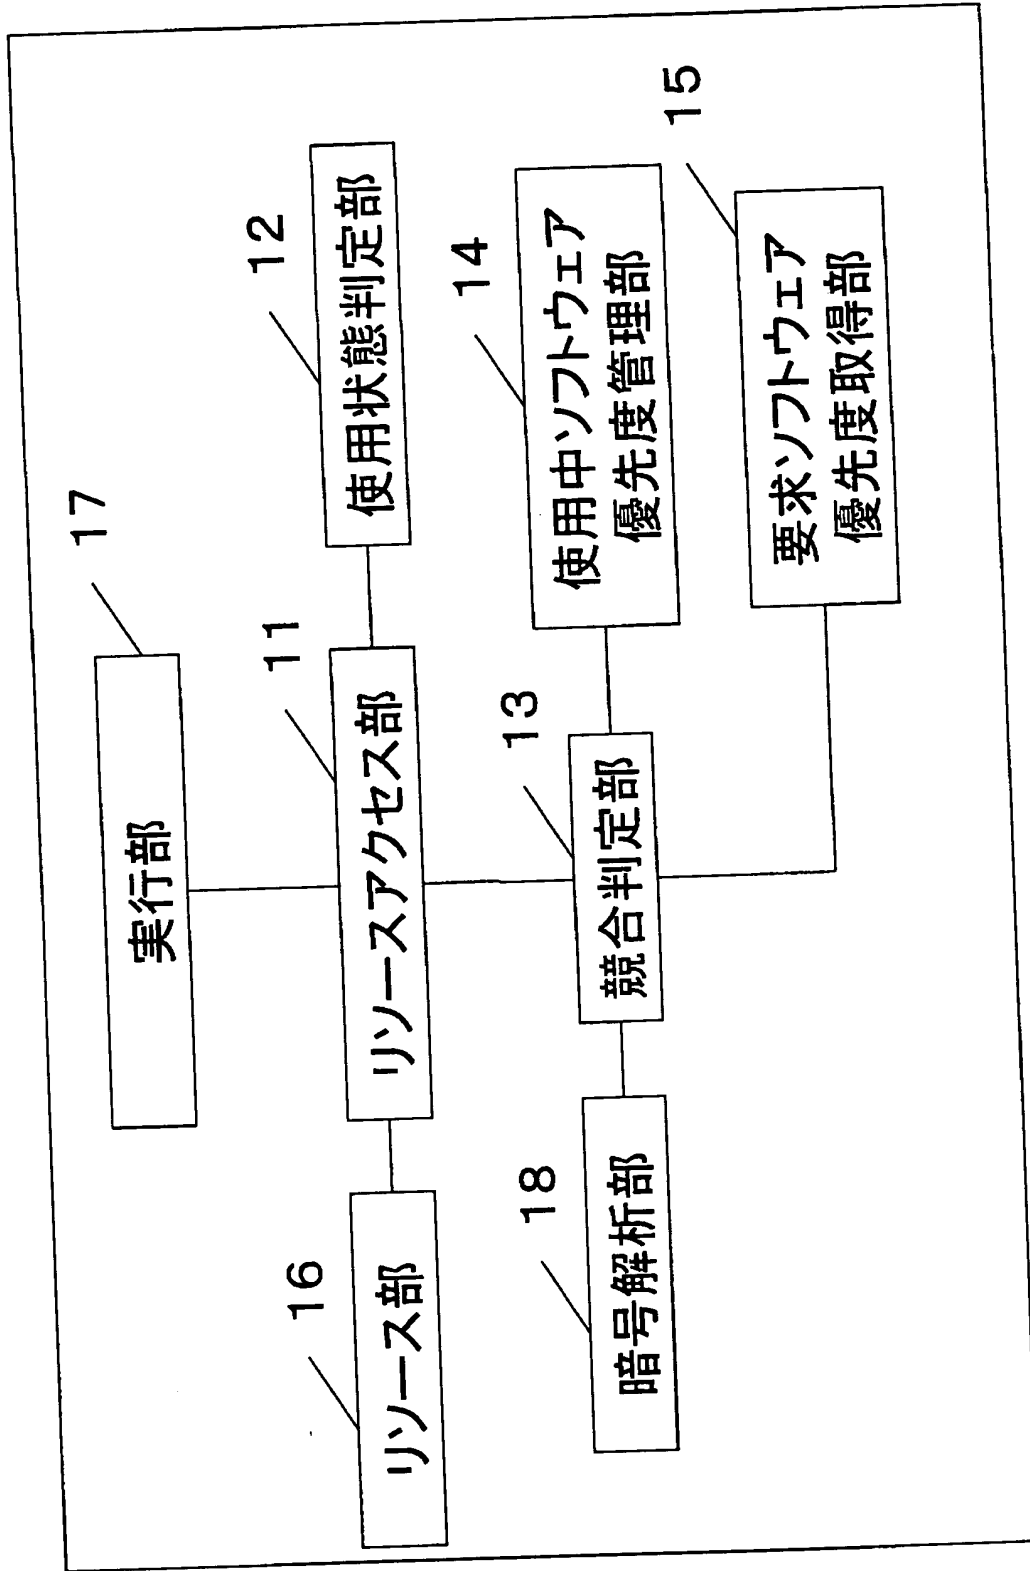 17
実行部
16
リソース部
11
リソースアクセス部
12
使用状態判定部
18
暗号解析部
13
競合判定部
14
使用中ソフトウェア
優先度管理部
15
要求ソフトウェア
優先度取得部